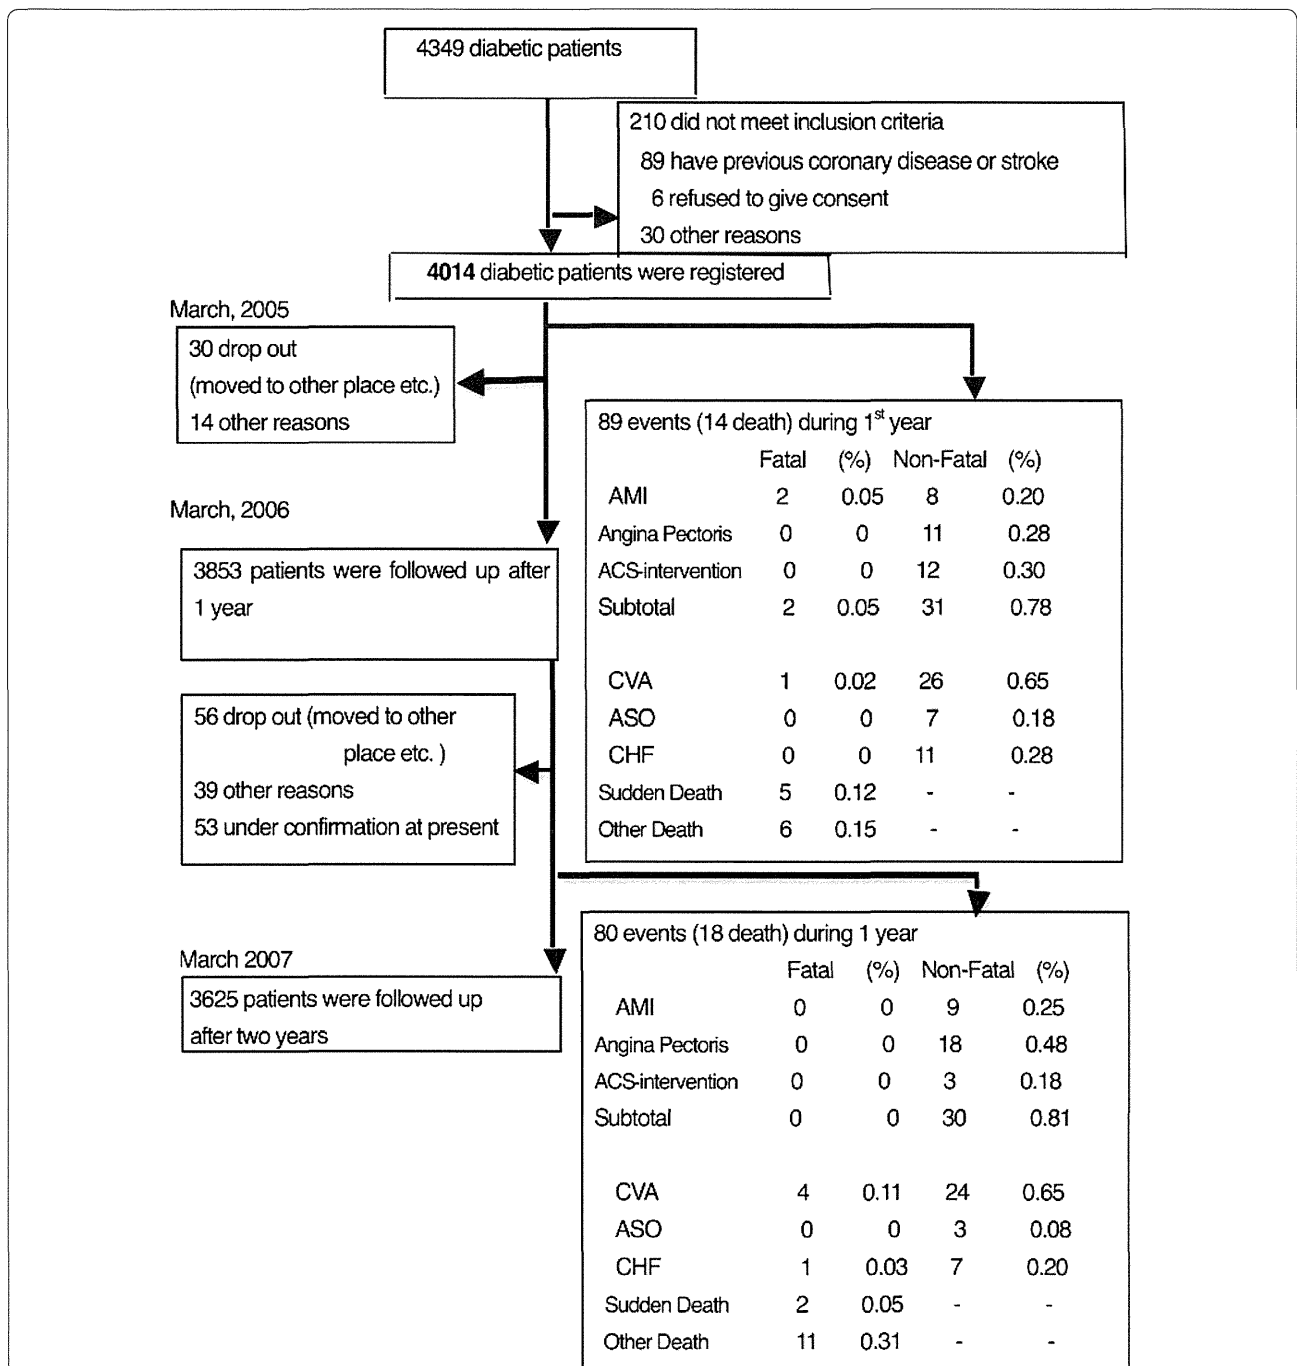 4349 diabetic patients
210 did not meet inclusion criteria
89 have previous coronary disease or stroke
6 refused to give consent
30 other reasons
4014 diabetic patients were registered
March, 2005
30 drop out
(moved to other place etc.)
14 other reasons
89 events (14 death) during 1st year
Fatal (%) Non-Fatal (%)
AMI 2 0.05 8 0.20
Angina Pectoris 0 0 11 0.28
ACS-intervention 0 0 12 0.30
Subtotal 2 0.05 31 0.78
CVA 1 0.02 26 0.65
ASO 0 0 7 0.18
CHF 0 0 11 0.28
Sudden Death 5 0.12 - -
Other Death 6 0.15 - -
March, 2006
3853 patients were followed up after
1 year
56 drop out (moved to other
place etc. )
39 other reasons
53 under confirmation at present
March 2007
3625 patients were followed up
after two years
80 events (18 death) during 1 year
Fatal (%) Non-Fatal (%)
AMI 0 0 9 0.25
Angina Pectoris 0 0 18 0.48
ACS-intervention 0 0 3 0.18
Subtotal 0 0 30 0.81
CVA 4 0.11 24 0.65
ASO 0 0 3 0.08
CHF 1 0.03 7 0.20
Sudden Death 2 0.05 - -
Other Death 11 0.31 - -